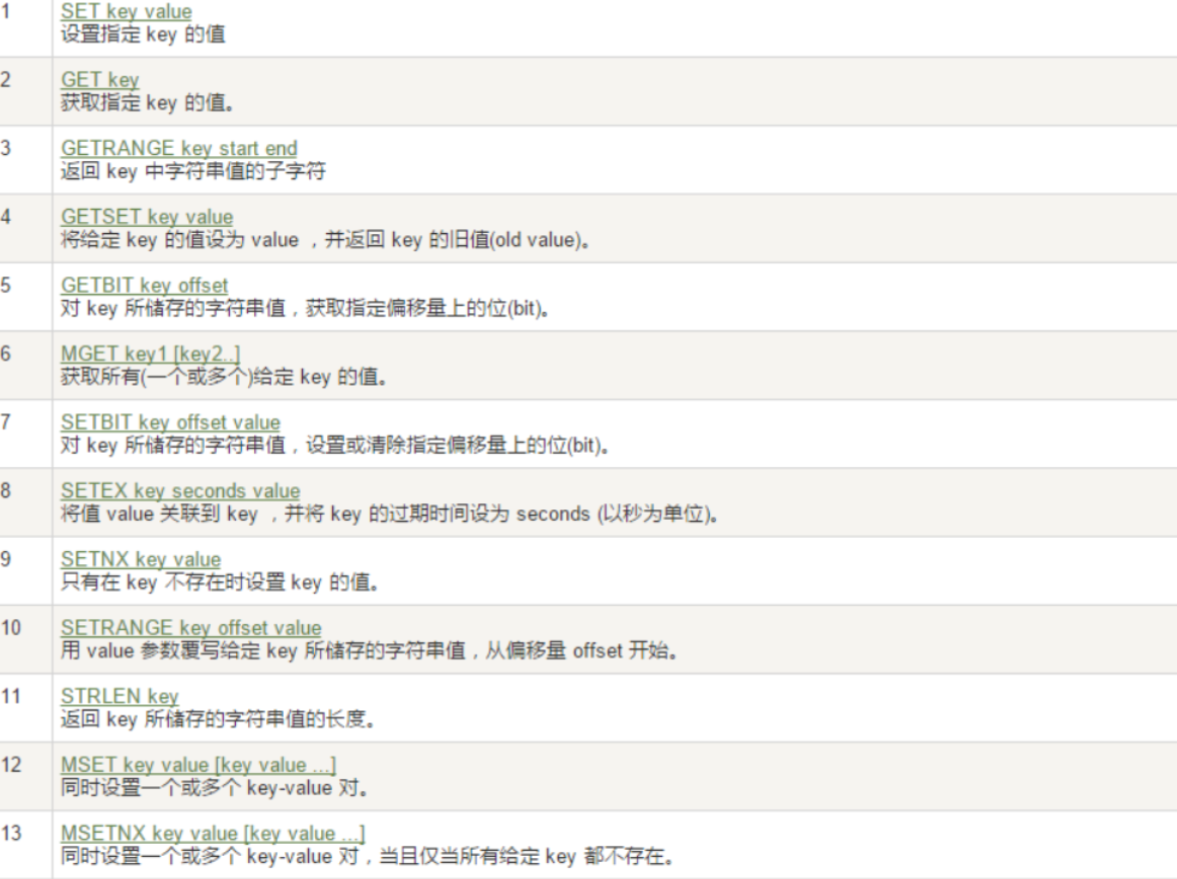 1
SET key value
设置指定 key 的值
2
GET key
获取指定 key 的值。
3
GETRANGE key start end
返回 key 中字符串值的子字符
4
GETSET key value
将给定 key 的值设为 value ，并返回 key 的旧值(old value)。
5
GETBIT key offset
对 key 所储存的字符串值，获取指定偏移量上的位(bit)。
6
MGET key1 [key2..]
获取所有(一个或多个)给定 key 的值。
7
SETBIT key offset value
对 key 所储存的字符串值，设置或清除指定偏移量上的位(bit)。
8
SETEX key seconds value
将值 value 关联到 key ，并将 key 的过期时间设为 seconds (以秒为单位)。
9
SETNX key value
只有在 key 不存在时设置 key 的值。
10
SETRANGE key offset value
用 value 参数覆写给定 key 所储存的字符串值，从偏移量 offset 开始。
11
STRLEN key
返回 key 所储存的字符串值的长度。
12
MSET key value [key value ...]
同时设置一个或多个 key-value 对。
13
MSETNX key value [key value ...]
同时设置一个或多个 key-value 对，当且仅当所有给定 key 都不存在。